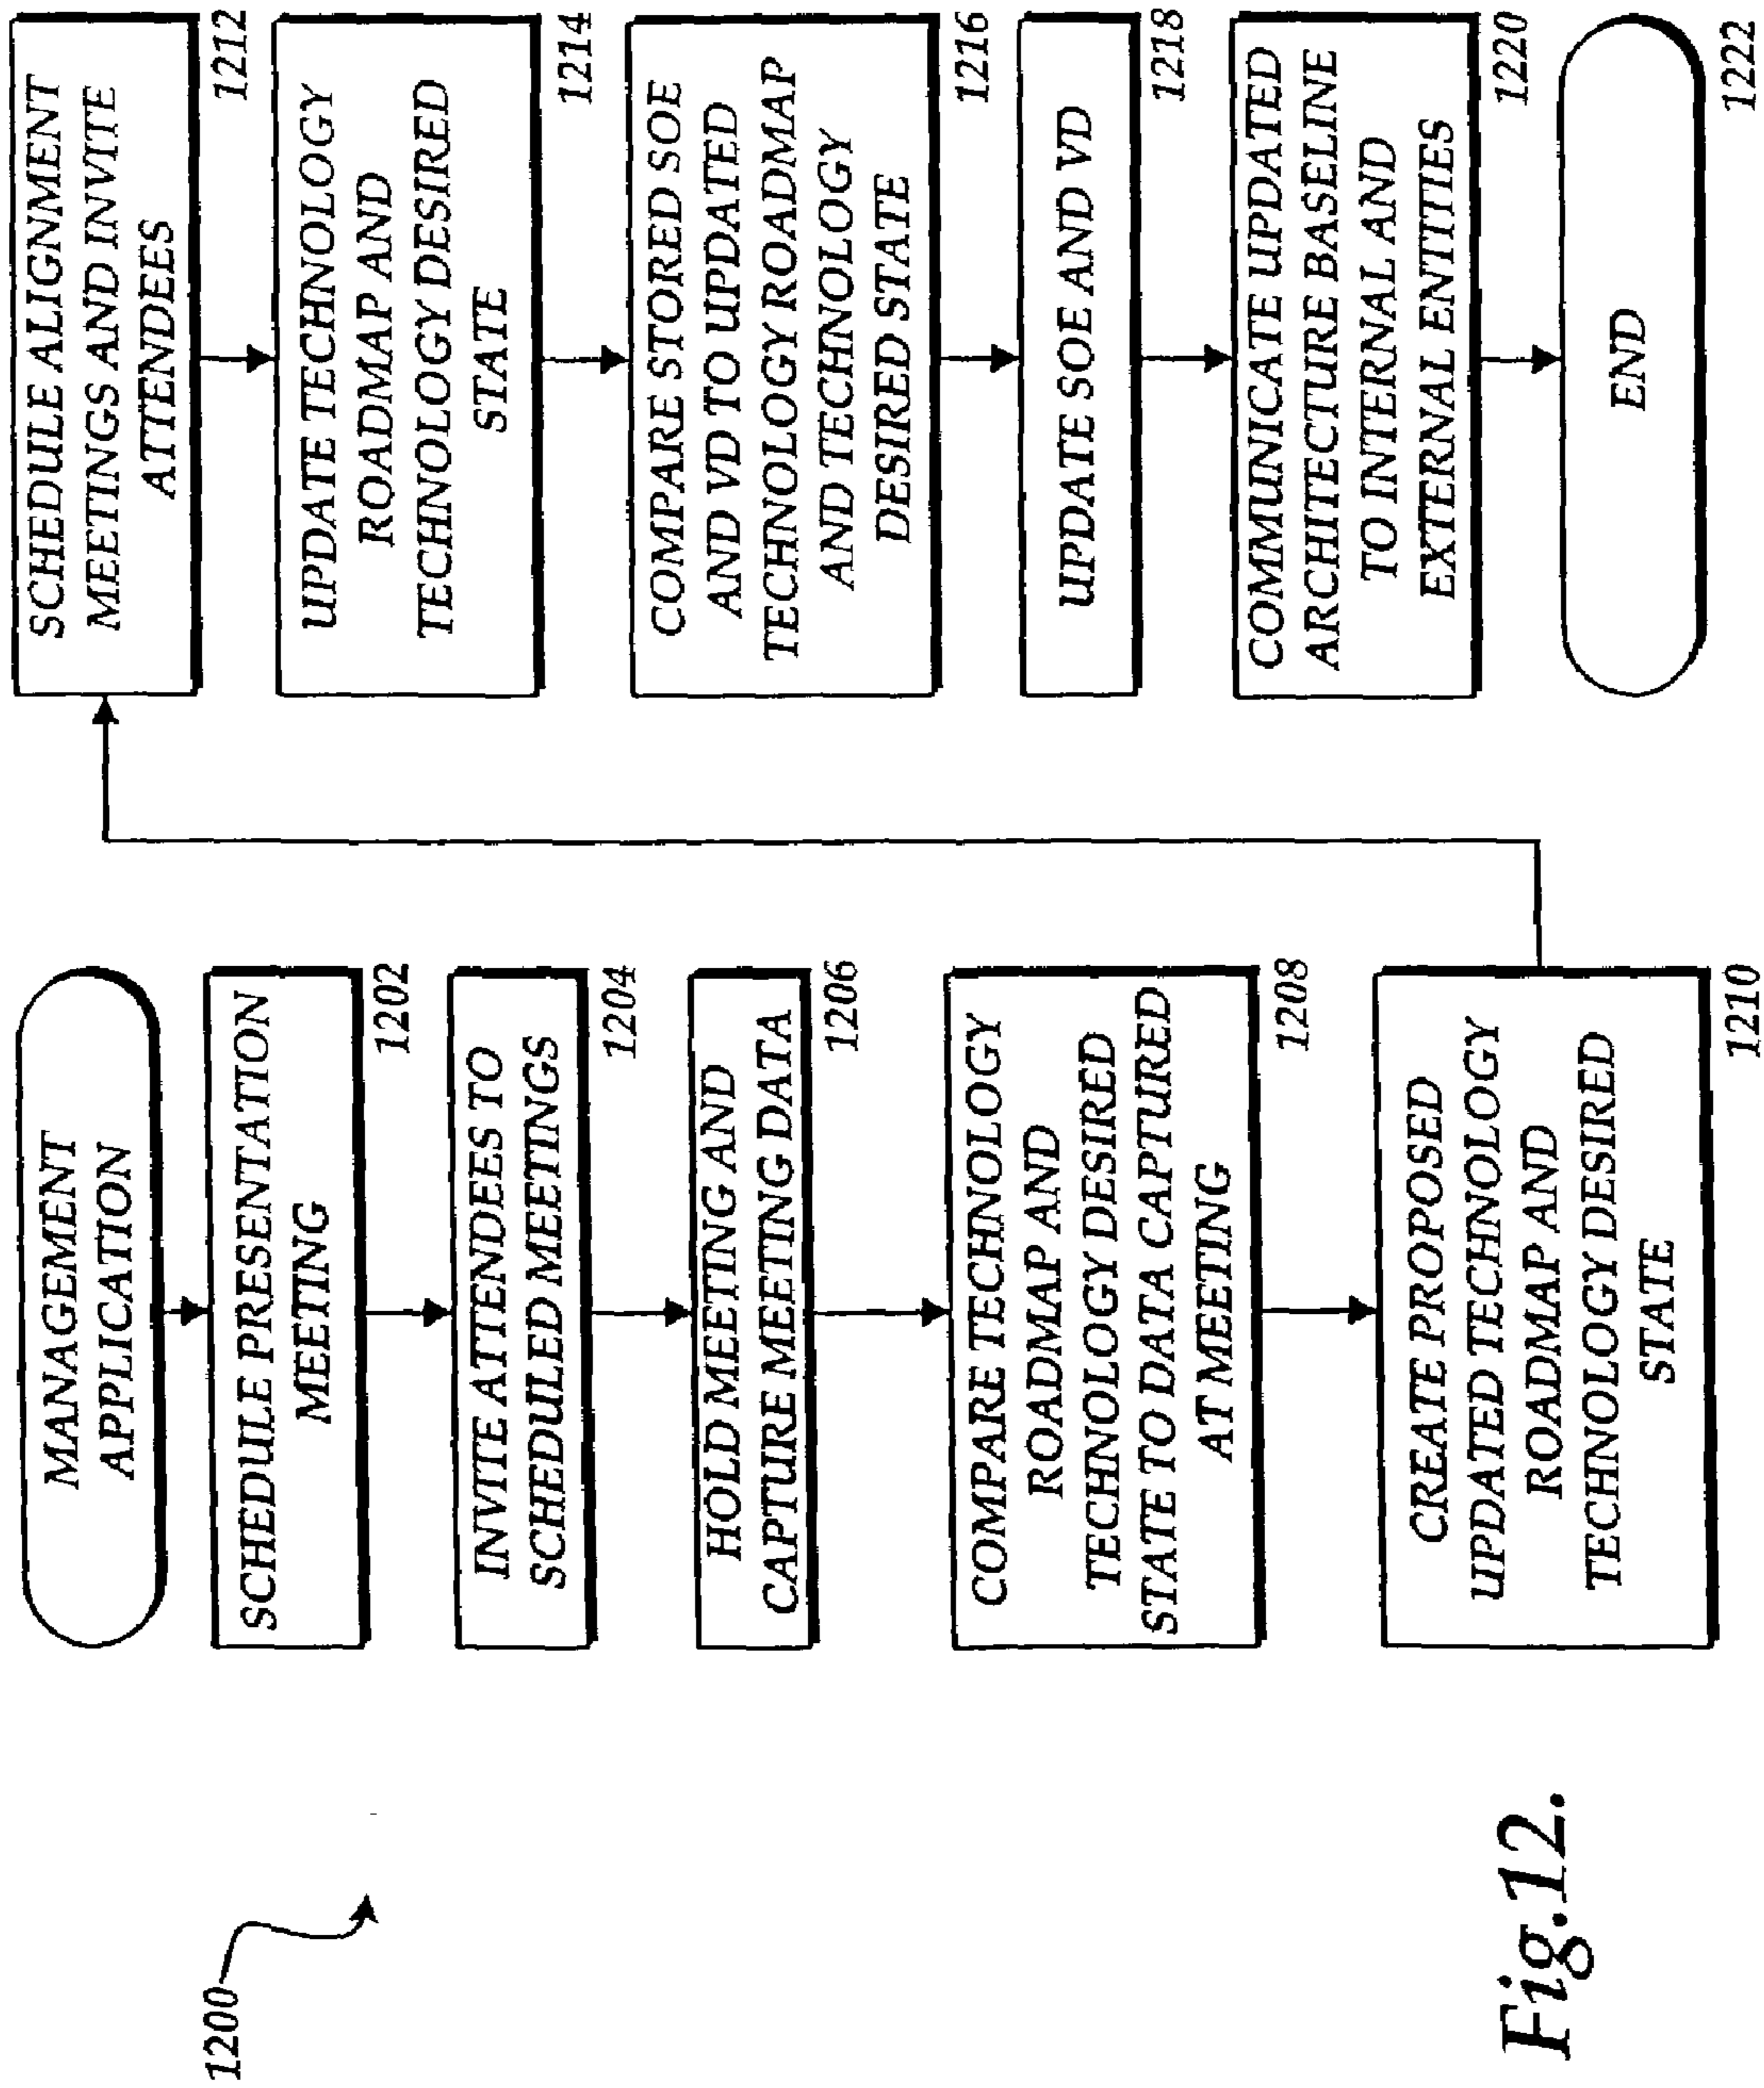 1200
MANAGEMENT
APPLICATION
SCHEDULE PRESENTATION
MEETING
1202
INVITE ATTENDEES TO
SCHEDULED MEETINGS
1204
HOLD MEETING AND
CAPTURE MEETING DATA
1206
COMPARE TECHNOLOGY
ROADMAP AND
TECHNOLOGY DESIRED
STATE TO DATA CAPTURED
AT MEETING
1208
CREATE PROPOSED
UPDATED TECHNOLOGY
ROADMAP AND
TECHNOLOGY DESIRED
STATE
1210
SCHEDULE ALIGNMENT
MEETINGS AND INVITE
ATTENDEES
1212
UPDATE TECHNOLOGY
ROADMAP AND
TECHNOLOGY DESIRED
STATE
1214
COMPARE STORED SOE
AND VD TO UPDATED
TECHNOLOGY ROADMAP
AND TECHNOLOGY
DESIRED STATE
1216
UPDATE SOE AND VD
1218
COMMUNICATE UPDATED
ARCHITECTURE BASELINE
TO INTERNAL AND
EXTERNAL ENTITIES
1220
END
1222
Fig.12.